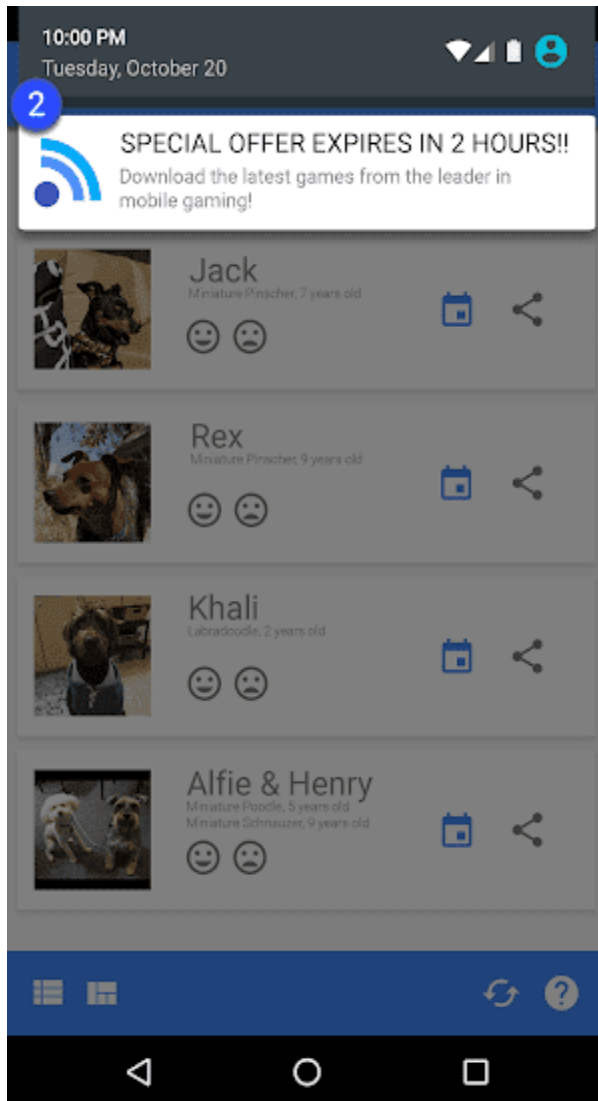 10:00 PM
Tuesday, October 20
2
SPECIAL OFFER EXPIRES IN 2 HOURS!!
Download the latest games from the leader in
mobile gaming!
Jack
Miniature Pinscher, 7 years old
Rex
Miniature Pinscher, 9 years old
Khali
Labradoodle, 2 years old
Alfie & Henry
Miniature Poodle, 5 years old
Miniature Schnauzer, 9 years old
?